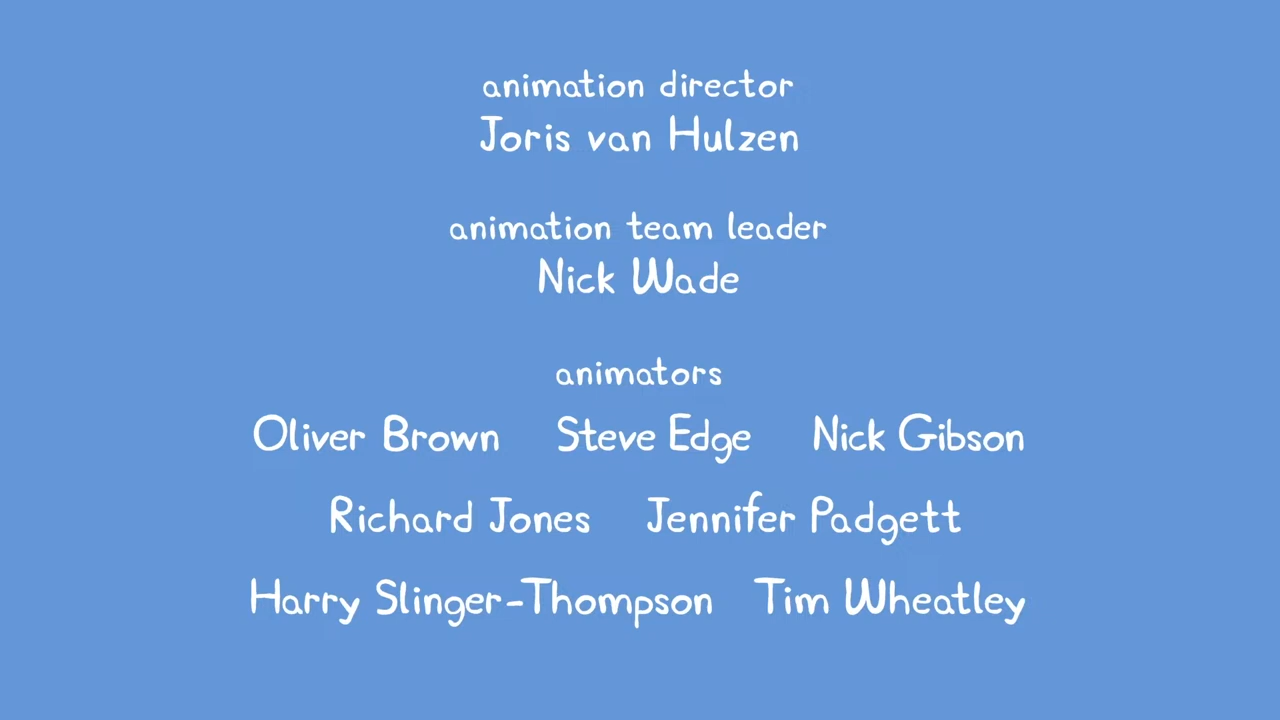 animation director
Joris van Hulzen
animation team leader
Nick Wade
animators
Oliver Brown Steve Edge Nick Gibson
Richard Jones Jennifer Padgett
Harry Slinger-Thompson Tim Wheatley